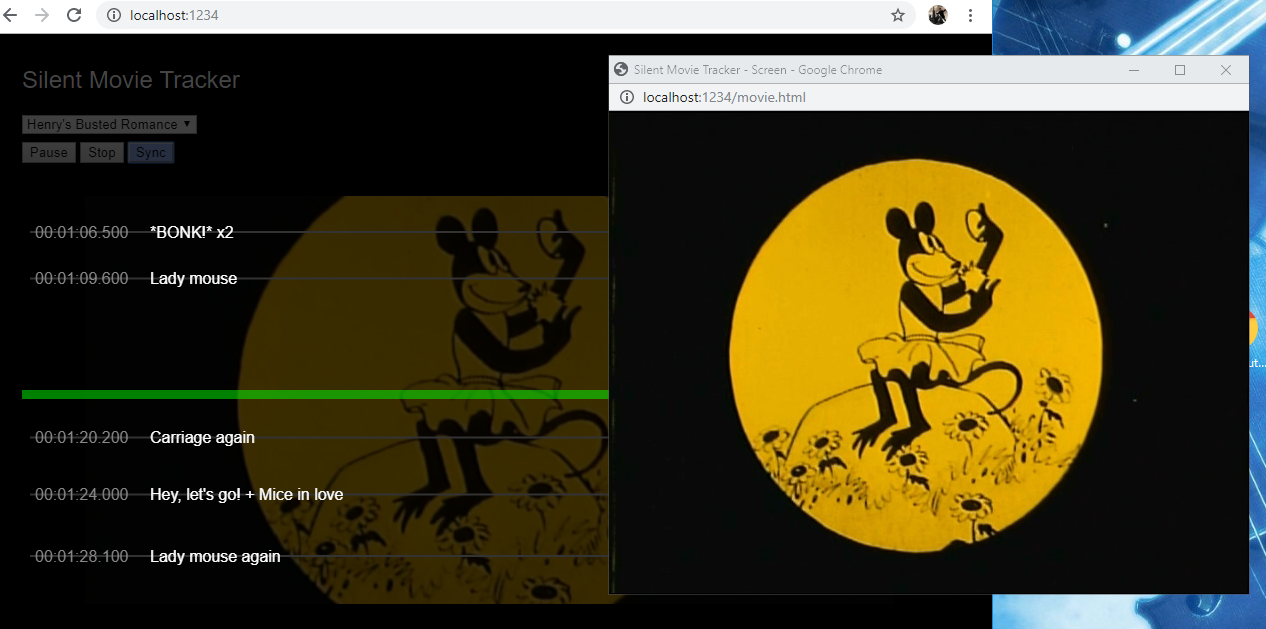 localhost:1234
Silent Movie Tracker
Henry's Busted Romance
Pause Stop Sync
00:01:06.500 *BONK!* x2
00:01:09.600 Lady mouse
00:01:20.200 Carriage again
00:01:24.000 Hey, let's go! + Mice in love
00:01:28.100 Lady mouse again
Silent Movie Tracker - Screen - Google Chrome
localhost:1234/movie.html
ut...